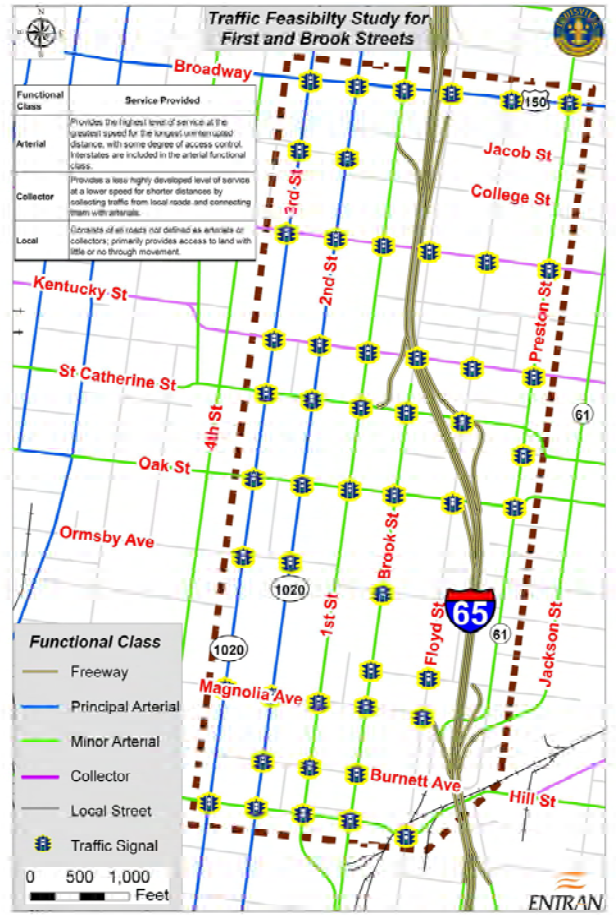 Traffic Feasibilty Study for
First and Brook Streets
Broadway
150
Functional
Class
Service Provided
Arterial
Provides the highest level of service at the
greatest speed for the longest uninterrupted
distance, with some degree of access control.
Interstates are included in the arterial functional
class.
Collector
Provides a less highly developed level of service
at a lower speed for shorter distances by
collecting traffic from local roads and connecting
them with arterials.
Local
Consists of all roads not defined as arterials or
collectors; primarily provides access to land with
little or no through movement.
Jacob St
College St
3rd St
2nd St
Kentucky St
Preston St
St Catherine St
4th St
61
Oak St
Ormsby Ave
Brook St
1020
1st St
65
Floyd St
61
Jackson St
1020
Magnolia Ave
Burnett Ave
Hill St
Functional Class
Freeway
Principal Arterial
Minor Arterial
Collector
Local Street
Traffic Signal
0 500 1,000
Feet
ENTRAN